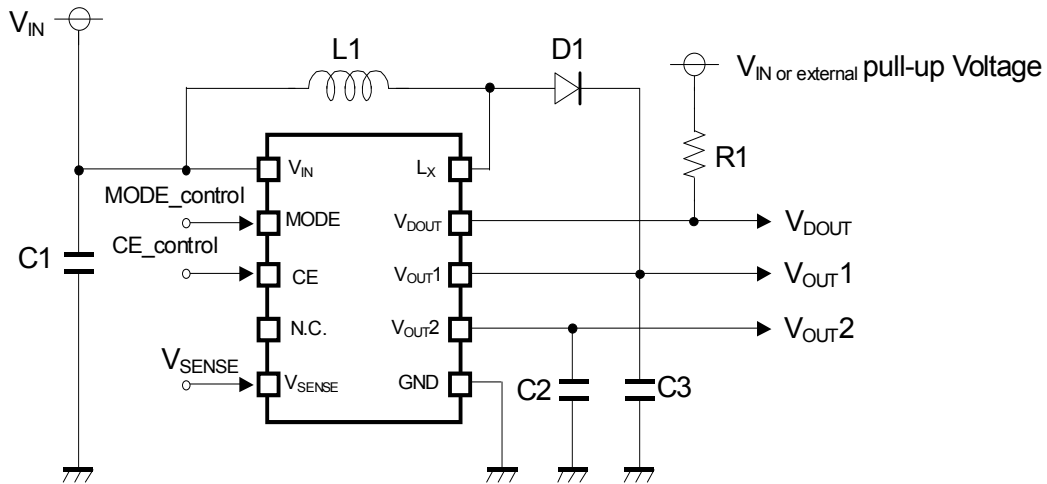 VIN
L1
D1
VIN or external pull-up Voltage
R1
VIN
LX
MODE_control
MODE
VDOUT
VDOUT
C1
CE_control
CE
VOUT1
VOUT1
N.C.
VOUT2
VOUT2
VSENSE
VSENSE
GND
C2
C3